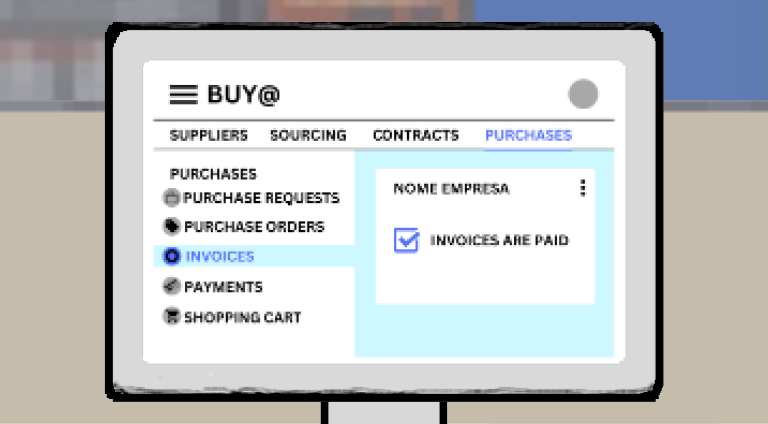 BUY@
SUPPLIERS SOURCING CONTRACTS PURCHASES
PURCHASES
PURCHASE REQUESTS
PURCHASE ORDERS
INVOICES
PAYMENTS
SHOPPING CART
NOME EMPRESA
INVOICES ARE PAID